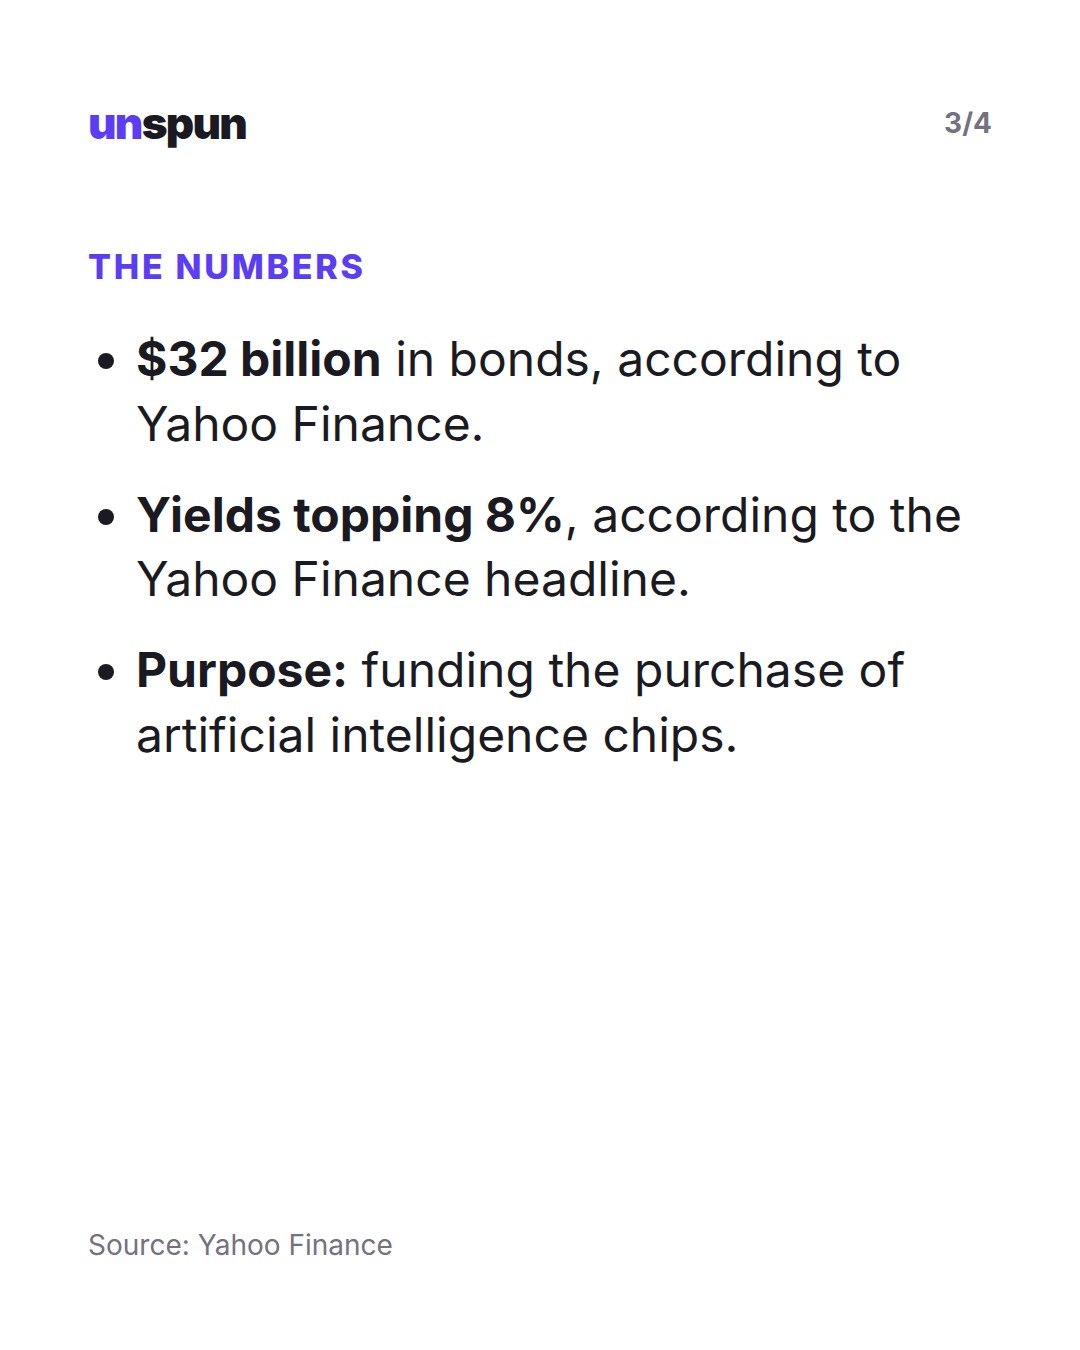 unspun
3/4
THE NUMBERS
• $32 billion in bonds, according to
Yahoo Finance.
• Yields topping 8%, according to the
Yahoo Finance headline.
• Purpose: funding the purchase of
artificial intelligence chips.
Source: Yahoo Finance